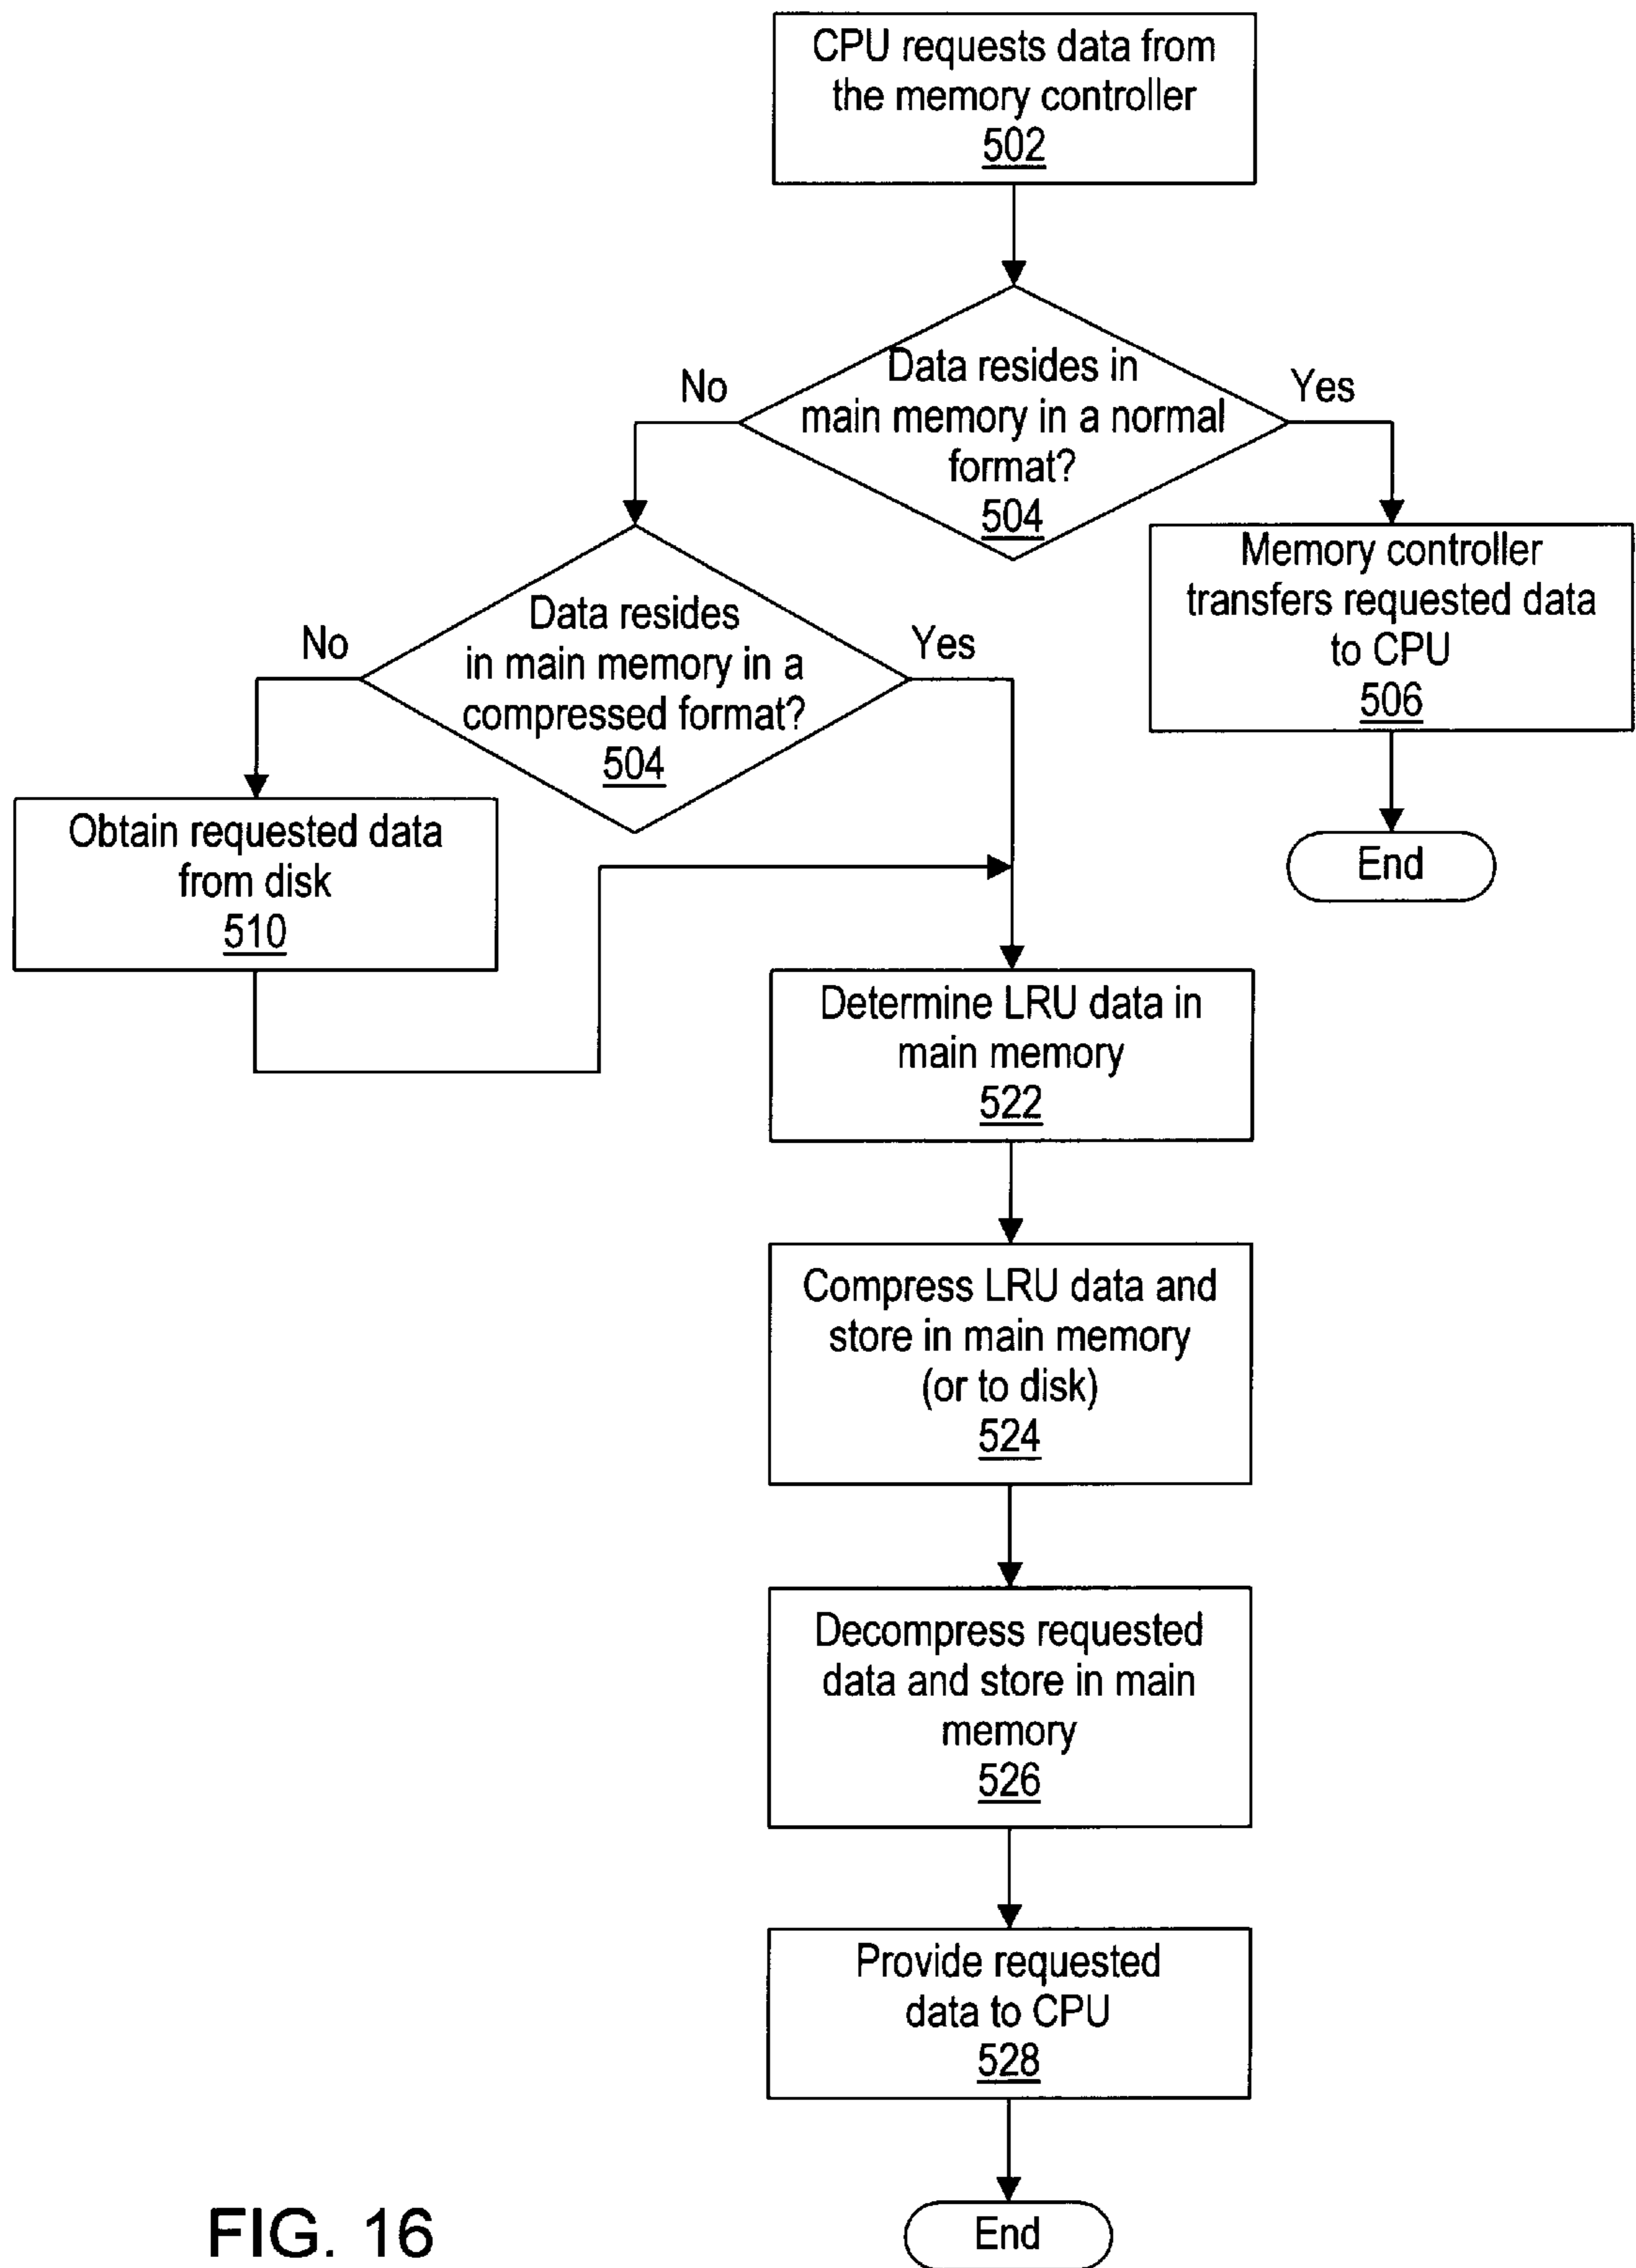 CPU requests data from
the memory controller
502
Data resides in
main memory in a normal
format?
504
No
Yes
Memory controller
transfers requested data
to CPU
506
End
Data resides
in main memory in a
compressed format?
504
No
Yes
Obtain requested data
from disk
510
Determine LRU data in
main memory
522
Compress LRU data and
store in main memory
(or to disk)
524
Decompress requested
data and store in main
memory
526
Provide requested
data to CPU
528
End
FIG. 16